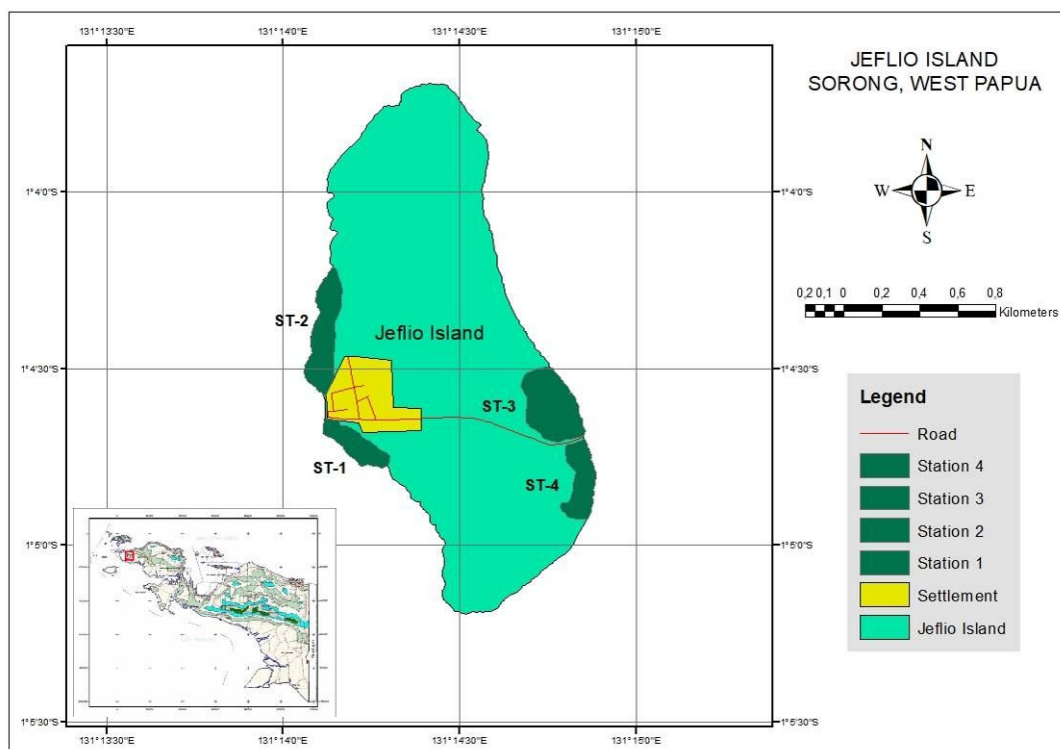 131°13'30"E
131°14'0"E
131°14'30"E
131°15'0"E
JEFLIO ISLAND
SORONG, WEST PAPUA
N
W
E
S
1°4'0"S
1°4'0"S
0,2 0,1 0 0,2 0,4 0,6 0,8
Kilometers
ST-2
Jeflio Island
1°4'30"S
1°4'30"S
ST-3
ST-1
ST-4
Legend
Road
Station 4
Station 3
Station 2
Station 1
Settlement
Jeflio Island
1°5'0"S
1°5'0"S
1°5'30"S
1°5'30"S
131°13'30"E
131°14'0"E
131°14'30"E
131°15'0"E